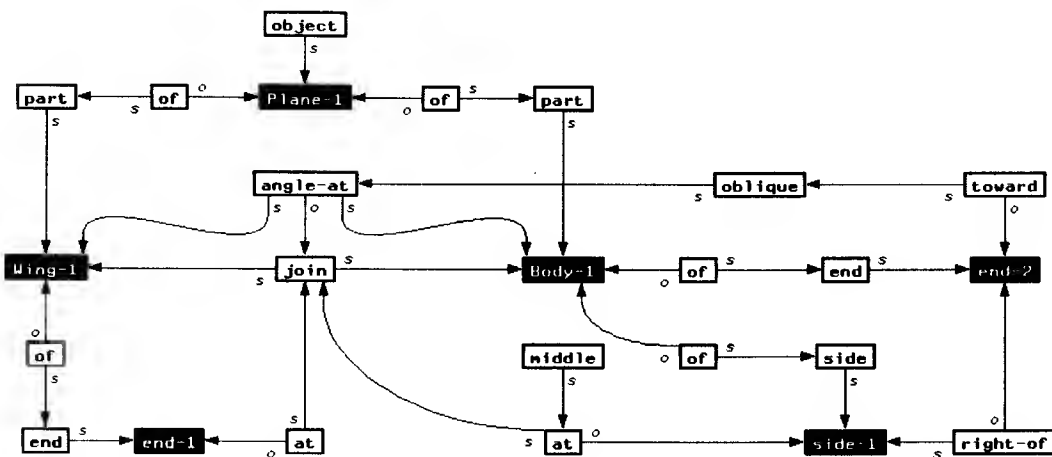 object
s
part s of o Plane-1 o of s part
s s
angle-at s oblique s toward
s o s o
Wing-1 s join s Body-1 o of s end s end-2
o
of
s
middle o of s side
s s
end s end-1 o at s s at o side-1 s right-of o